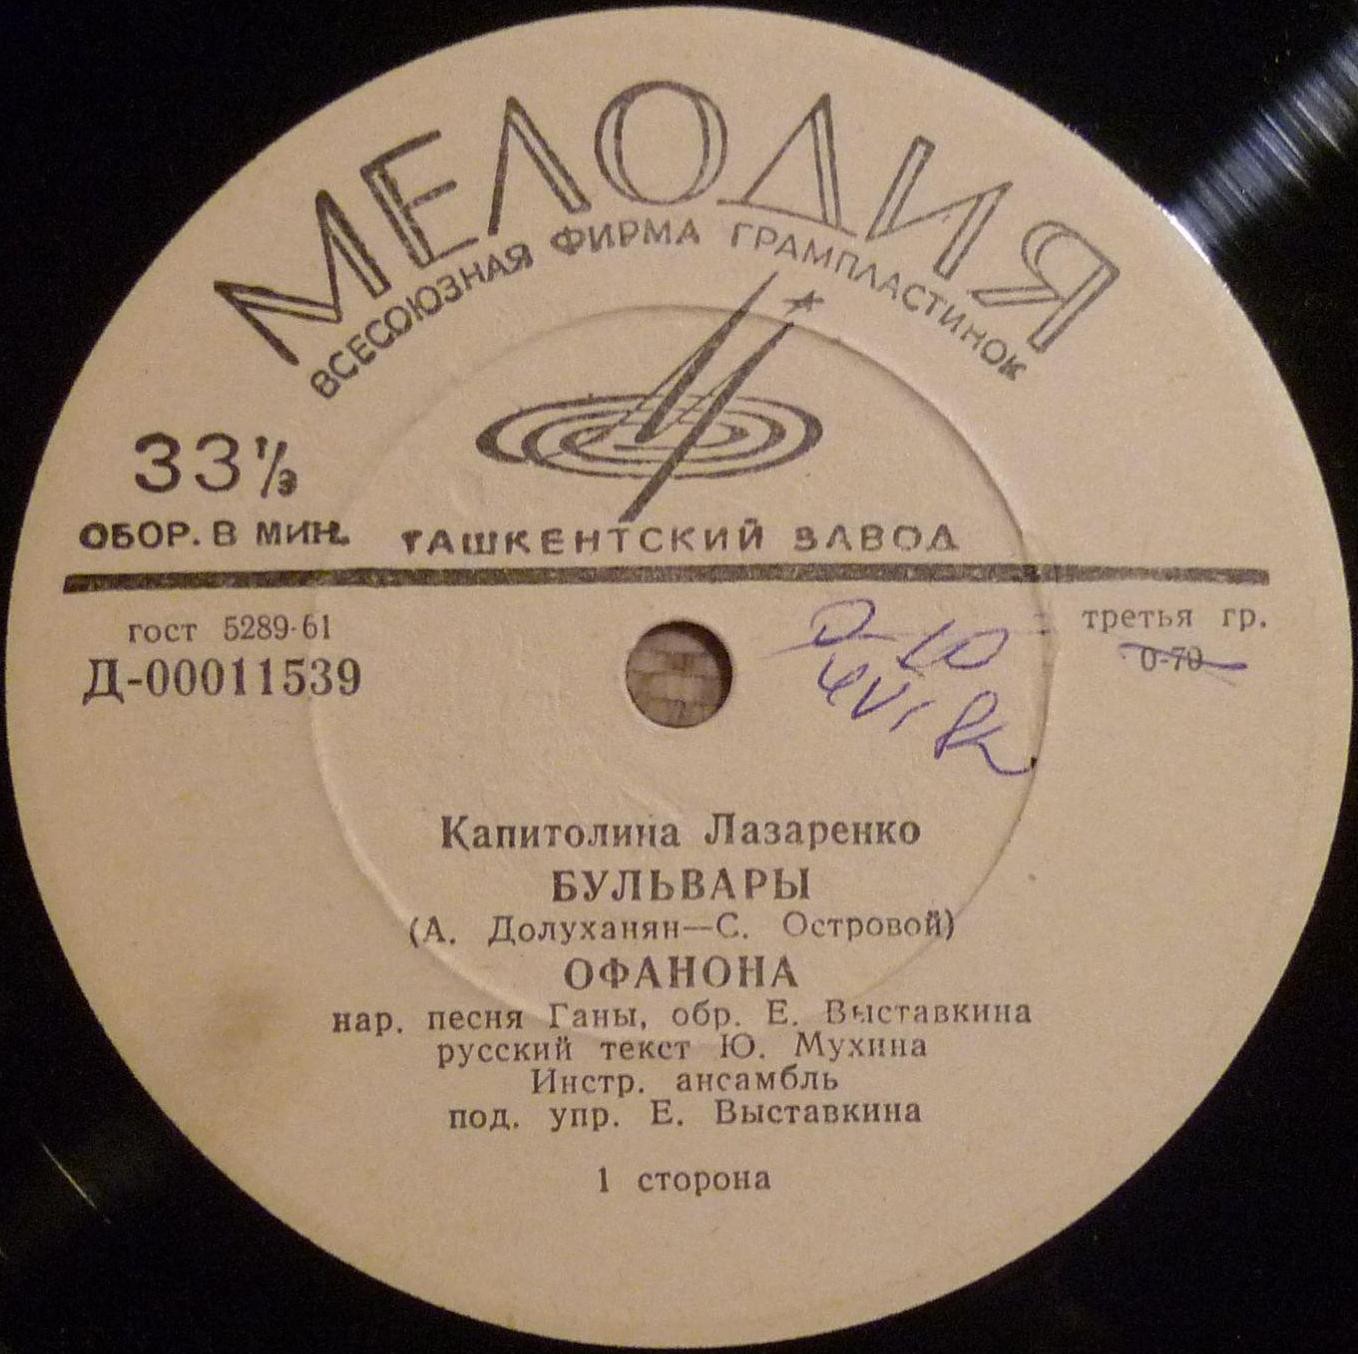 МЕЛОДИЯ
ВСЕСОЮЗНАЯ ФИРМА ГРАМПЛАСТИНОК
33⅓
ОБОР. В МИН.
ТАШКЕНТСКИЙ ЗАВОД
гост 5289-61
третья гр.
Д-00011539
0-70
0-10
Капитолина Лазаренко
БУЛЬВАРЫ
(А. Долуханян—С. Островой)
ОФАНОНА
нар. песня Ганы, обр. Е. Выставкина
русский текст Ю. Мухина
Инстр. ансамбль
под. упр. Е. Выставкина
1 сторона